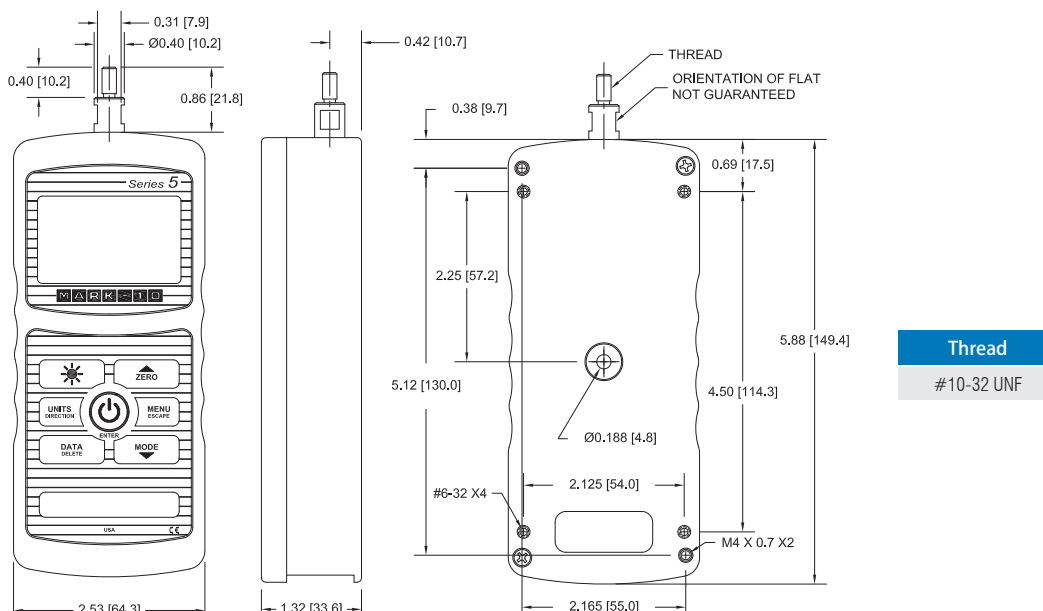 0.31 [7.9]
Ø0.40 [10.2]
0.40 [10.2]
0.86 [21.8]
Series 5
MARK-10
ZERO
UNITS
DIRECTION
MENU
ESCAPE
ENTER
DATA
DELETE
MODE
USA
CE
2.53 [64.3]
0.42 [10.7]
1.32 [33.6]
THREAD
ORIENTATION OF FLAT
NOT GUARANTEED
0.38 [9.7]
0.69 [17.5]
2.25 [57.2]
5.88 [149.4]
5.12 [130.0]
4.50 [114.3]
Ø0.188 [4.8]
2.125 [54.0]
#6-32 X4
M4 X 0.7 X2
2.165 [55.0]
Thread
#10-32 UNF